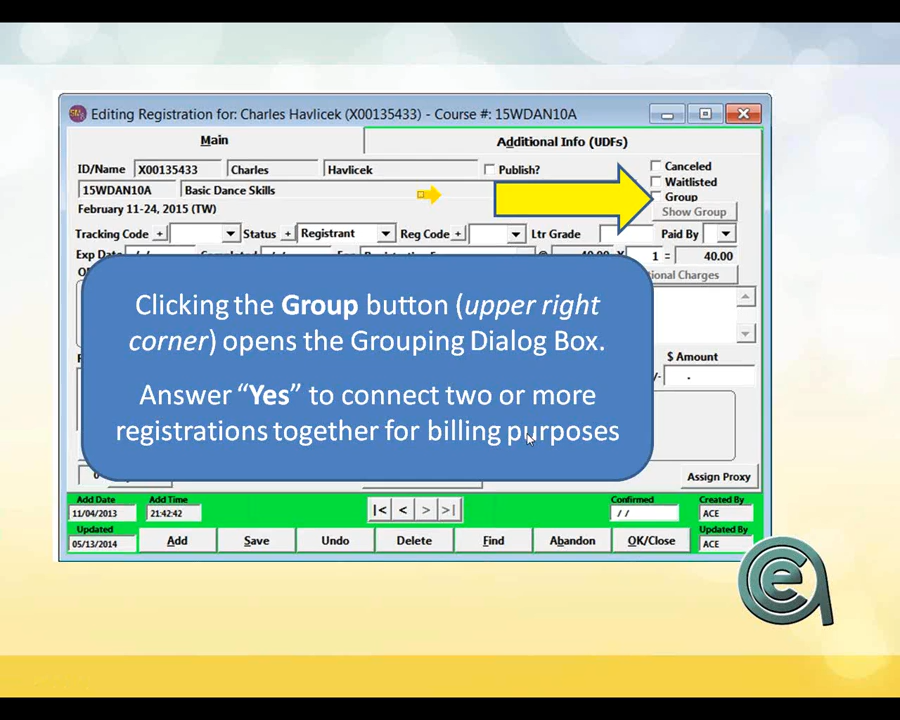 Editing Registration for: Charles Havlicek (X00135433) - Course #: 15WDAN10A
Main
Additional Info (UDFs)
ID/Name X00135433 Charles Havlicek Publish? Canceled
Waitlisted
15WDAN10A Basic Dance Skills Group
February 11-24, 2015 (TW) Show Group
Tracking Code + Status + Registrant Reg Code + Ltr Grade Paid By
Exp Date / / 40.00 X 1 = 40.00
Clicking the Group button (upper right
corner) opens the Grouping Dialog Box.
Answer “Yes” to connect two or more
registrations together for billing purposes
$ Amount
Assign Proxy
Add Date Add Time Confirmed Created By
11/04/2013 21:42:42 |< < > >| / / ACE
Updated Updated By
05/13/2014 Add Save Undo Delete Find Abandon OK/Close ACE